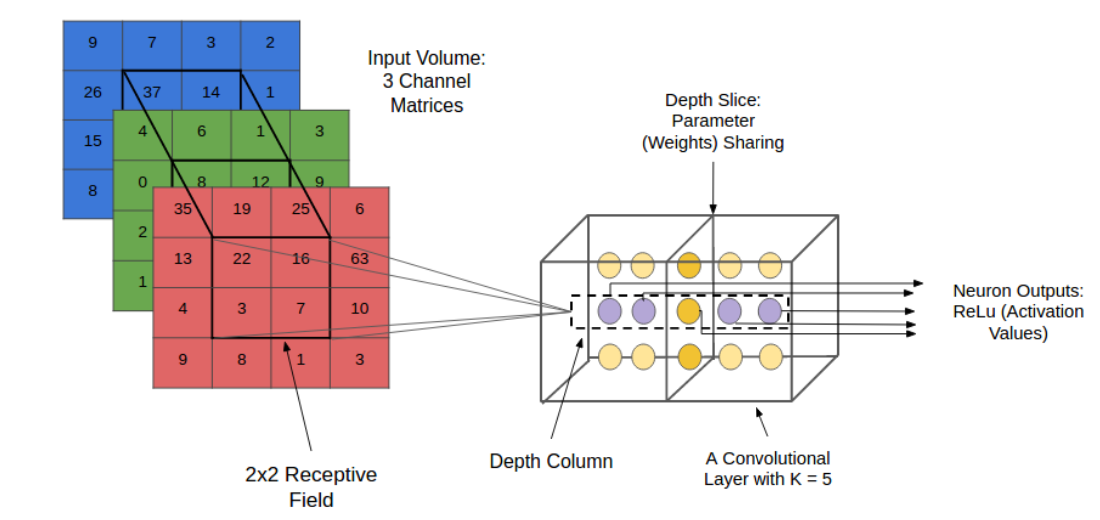 9 7 3 2
26 37 14 1
15
8
4 6 1 3
0 8 12 9
2
1
35 19 25 6
13 22 16 63
4 3 7 10
9 8 1 3
Input Volume:
3 Channel
Matrices
Depth Slice:
Parameter
(Weights) Sharing
Neuron Outputs:
ReLu (Activation
Values)
2x2 Receptive
Field
Depth Column
A Convolutional
Layer with K = 5